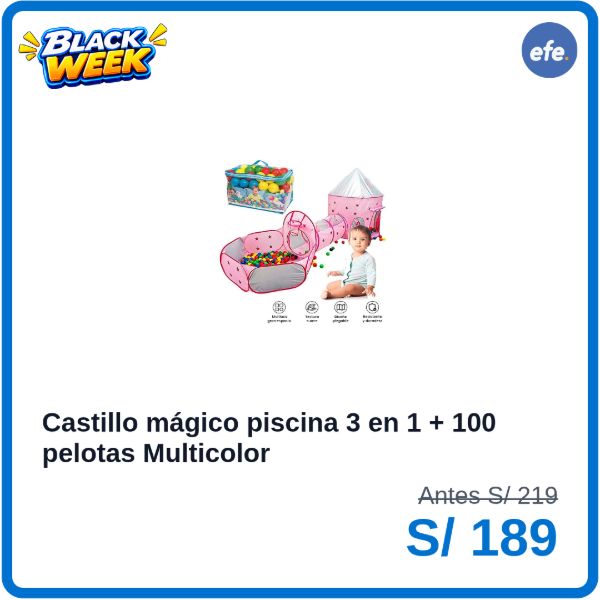 BLACK
WEEK
efe.
Castillo mágico piscina 3 en 1 + 100
pelotas Multicolor
Antes S/ 219
S/ 189